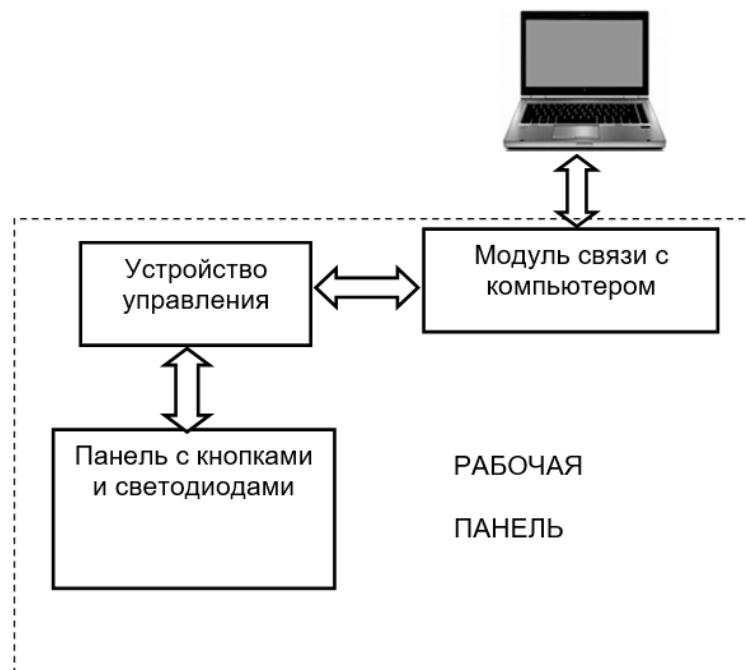 Устройство
управления
Модуль связи с
компьютером
Панель с кнопками
и светодиодами
РАБОЧАЯ
ПАНЕЛЬ